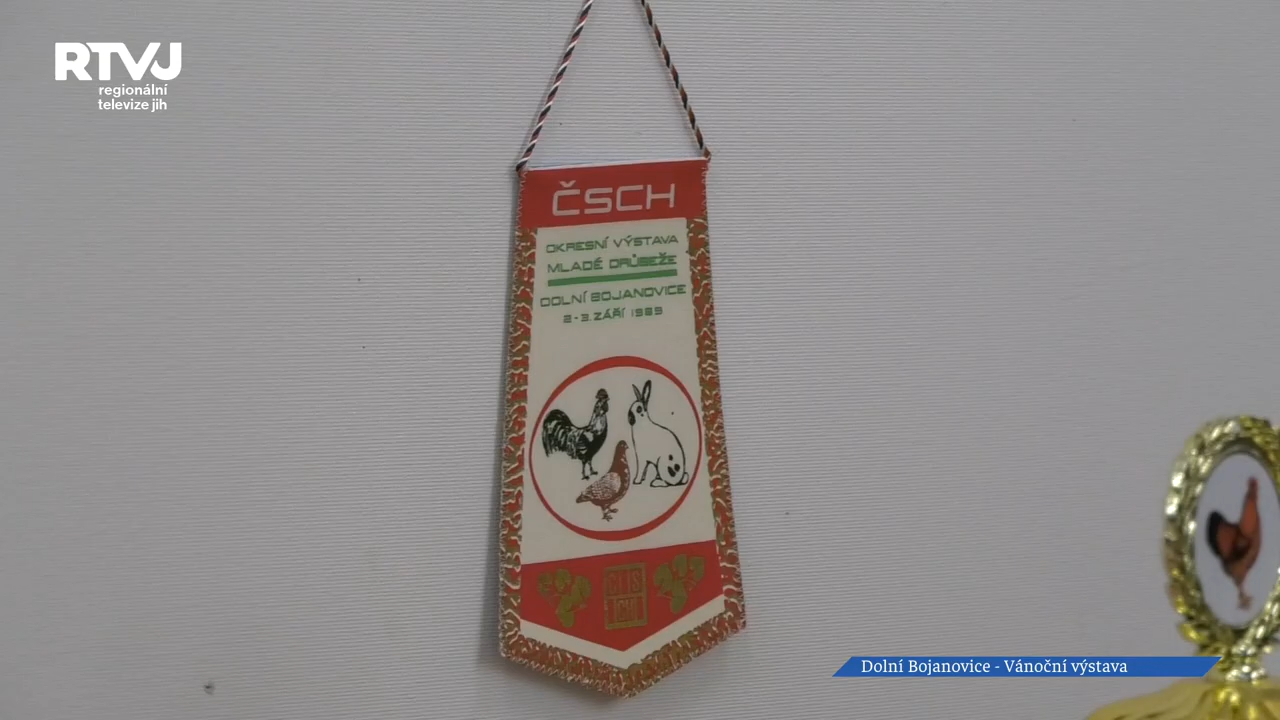 RTVJ
regionální
televize jih
ČSCH
OKRESNÍ VÝSTAVA
MLADÉ DRŮBEŽE
DOLNÍ BOJANOVICE
2-3. ZÁŘÍ 1989
Dolní Bojanovice - Vánoční výstava